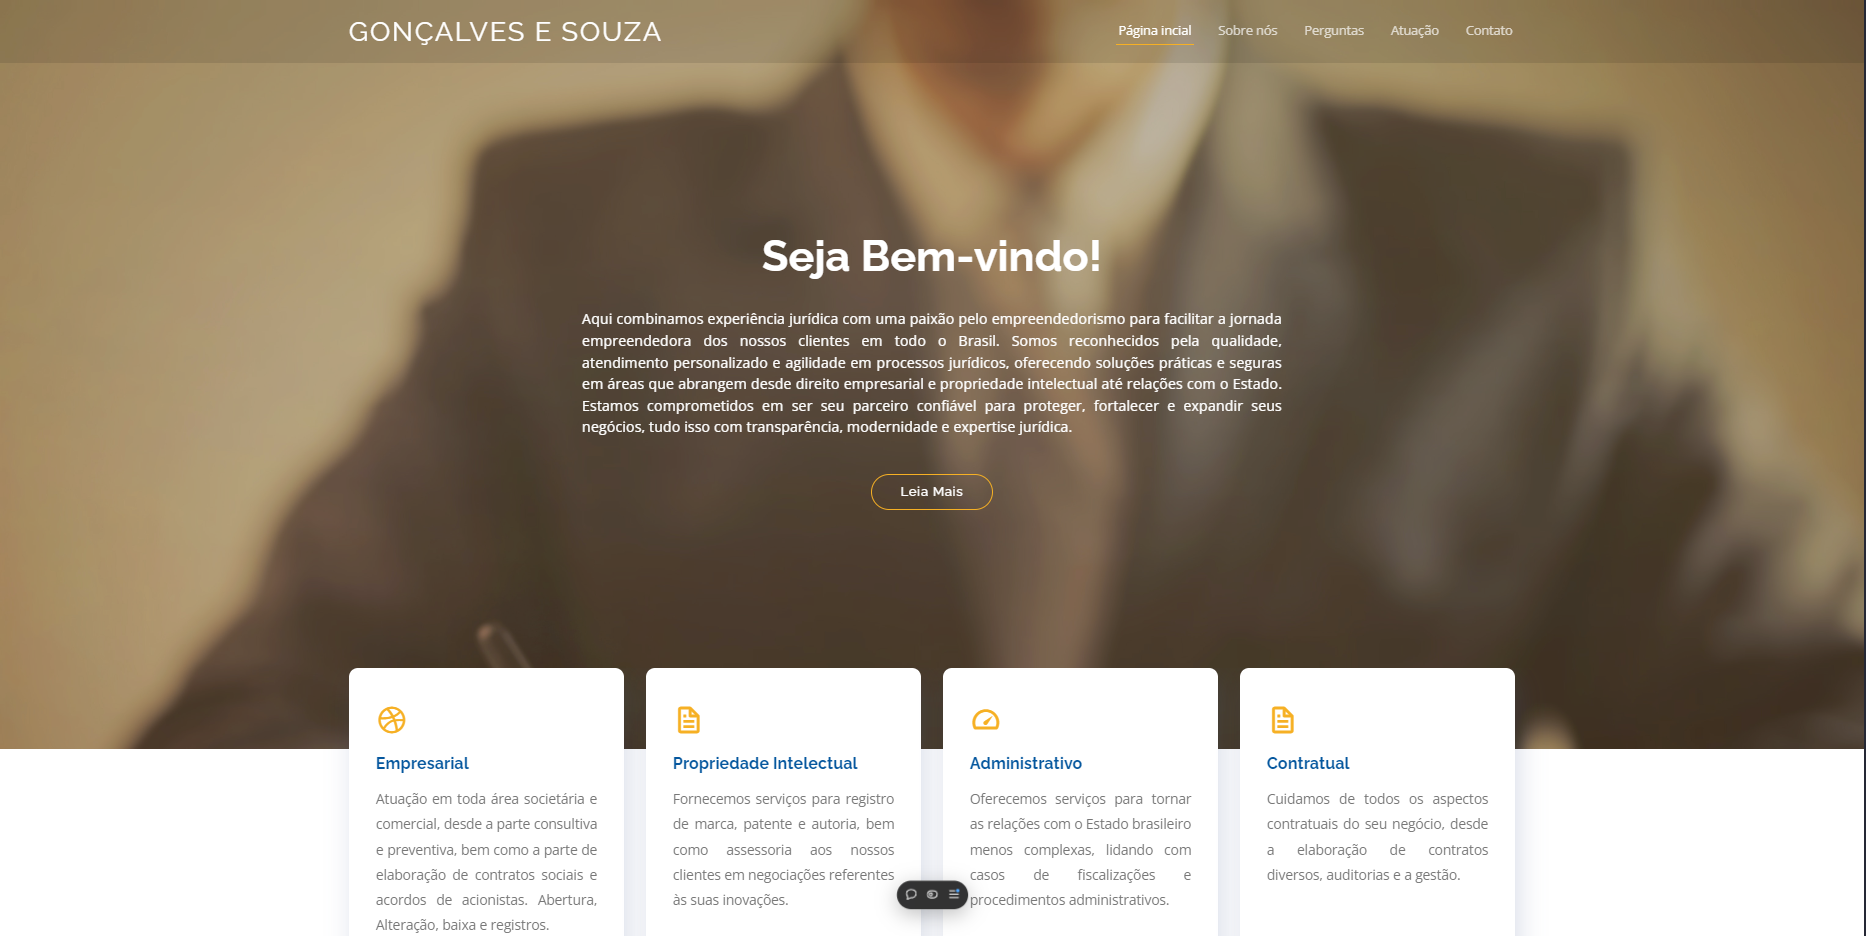 GONÇALVES E SOUZA
Página incial
Sobre nós
Perguntas
Atuação
Contato
Seja Bem-vindo!
Aqui combinamos experiência jurídica com uma paixão pelo empreendedorismo para facilitar a jornada
empreendedora dos nossos clientes em todo o Brasil. Somos reconhecidos pela qualidade,
atendimento personalizado e agilidade em processos jurídicos, oferecendo soluções práticas e seguras
em áreas que abrangem desde direito empresarial e propriedade intelectual até relações com o Estado.
Estamos comprometidos em ser seu parceiro confiável para proteger, fortalecer e expandir seus
negócios, tudo isso com transparência, modernidade e expertise jurídica.
Leia Mais
Empresarial
Atuação em toda área societária e
comercial, desde a parte consultiva
e preventiva, bem como a parte de
elaboração de contratos sociais e
acordos de acionistas. Abertura,
Alteração, baixa e registros.
Propriedade Intelectual
Fornecemos serviços para registro
de marca, patente e autoria, bem
como assessoria aos nossos
clientes em negociações referentes
às suas inovações.
Administrativo
Oferecemos serviços para tornar
as relações com o Estado brasileiro
menos complexas, lidando com
casos de fiscalizações e
procedimentos administrativos.
Contratual
Cuidamos de todos os aspectos
contratuais do seu negócio, desde
a elaboração de contratos
diversos, auditorias e a gestão.